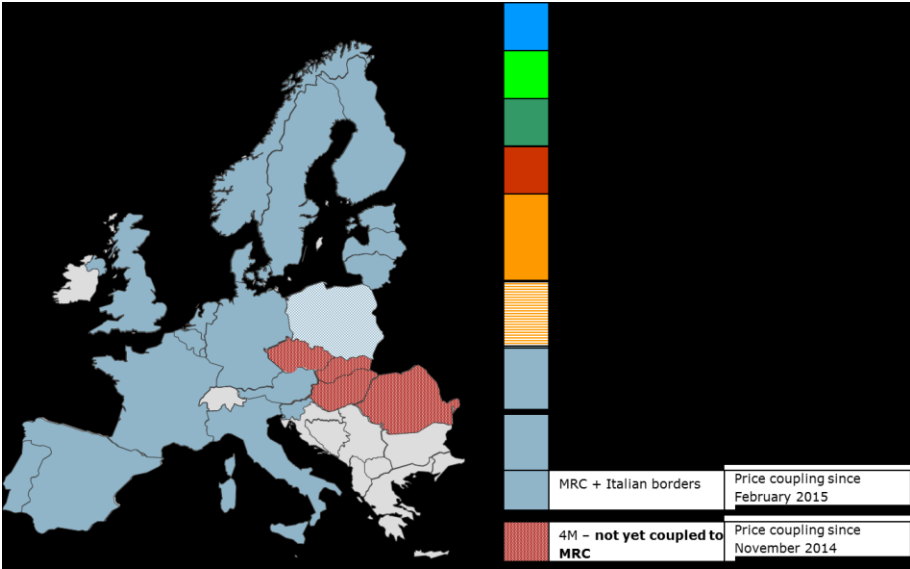 MRC + Italian borders
Price coupling since
February 2015
4M – not yet coupled to
MRC
Price coupling since
November 2014